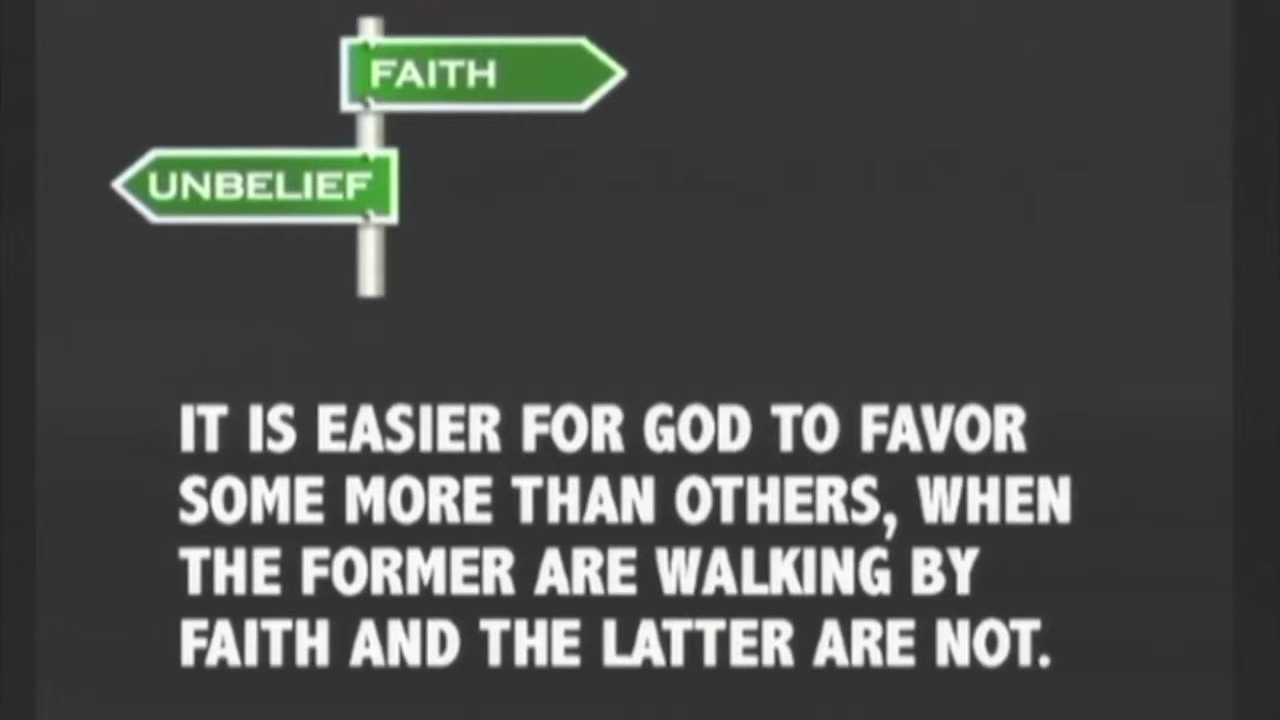 FAITH
UNBELIEF
IT IS EASIER FOR GOD TO FAVOR
SOME MORE THAN OTHERS, WHEN
THE FORMER ARE WALKING BY
FAITH AND THE LATTER ARE NOT.